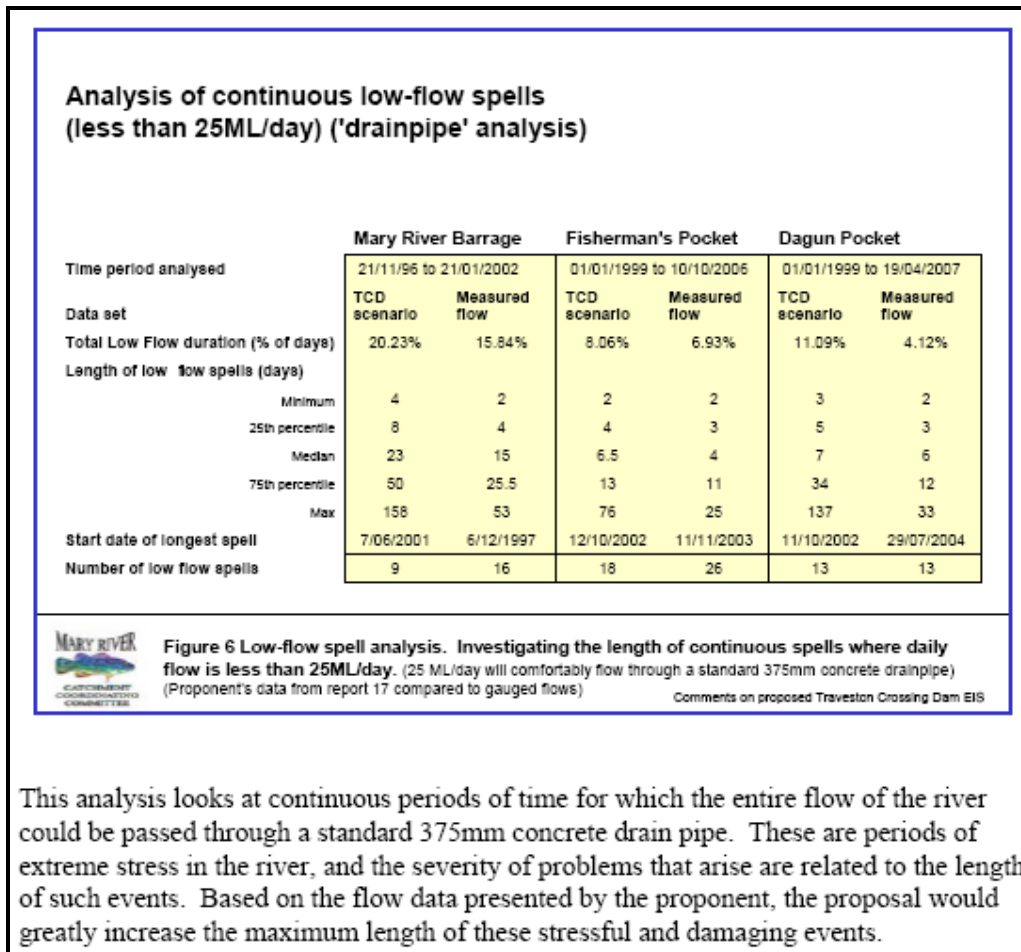 Analysis of continuous low-flow spells
(less than 25ML/day) ('drainpipe' analysis)
Mary River Barrage Fisherman's Pocket Dagun Pocket
Time period analysed 21/11/96 to 21/01/2002 01/01/1999 to 10/10/2006 01/01/1999 to 19/04/2007
Data set TCD scenario Measured flow TCD scenario Measured flow TCD scenario Measured flow
Total Low Flow duration (% of days) 20.23% 15.84% 8.06% 6.93% 11.09% 4.12%
Length of low flow spells (days)
Minimum 4 2 2 2 3 2
25th percentile 8 4 4 3 5 3
Median 23 15 6.5 4 7 6
75th percentile 50 25.5 13 11 34 12
Max 158 53 76 25 137 33
Start date of longest spell 7/06/2001 6/12/1997 12/10/2002 11/11/2003 11/10/2002 29/07/2004
Number of low flow spells 9 16 18 26 13 13
MARY RIVER
CATCHMENT
COORDINATING
COMMITTEE
Figure 6 Low-flow spell analysis. Investigating the length of continuous spells where daily
flow is less than 25ML/day. (25 ML/day will comfortably flow through a standard 375mm concrete drainpipe)
(Proponent's data from report 17 compared to gauged flows)
Comments on proposed Traveston Crossing Dam EIS
This analysis looks at continuous periods of time for which the entire flow of the river
could be passed through a standard 375mm concrete drain pipe. These are periods of
extreme stress in the river, and the severity of problems that arise are related to the length
of such events. Based on the flow data presented by the proponent, the proposal would
greatly increase the maximum length of these stressful and damaging events.